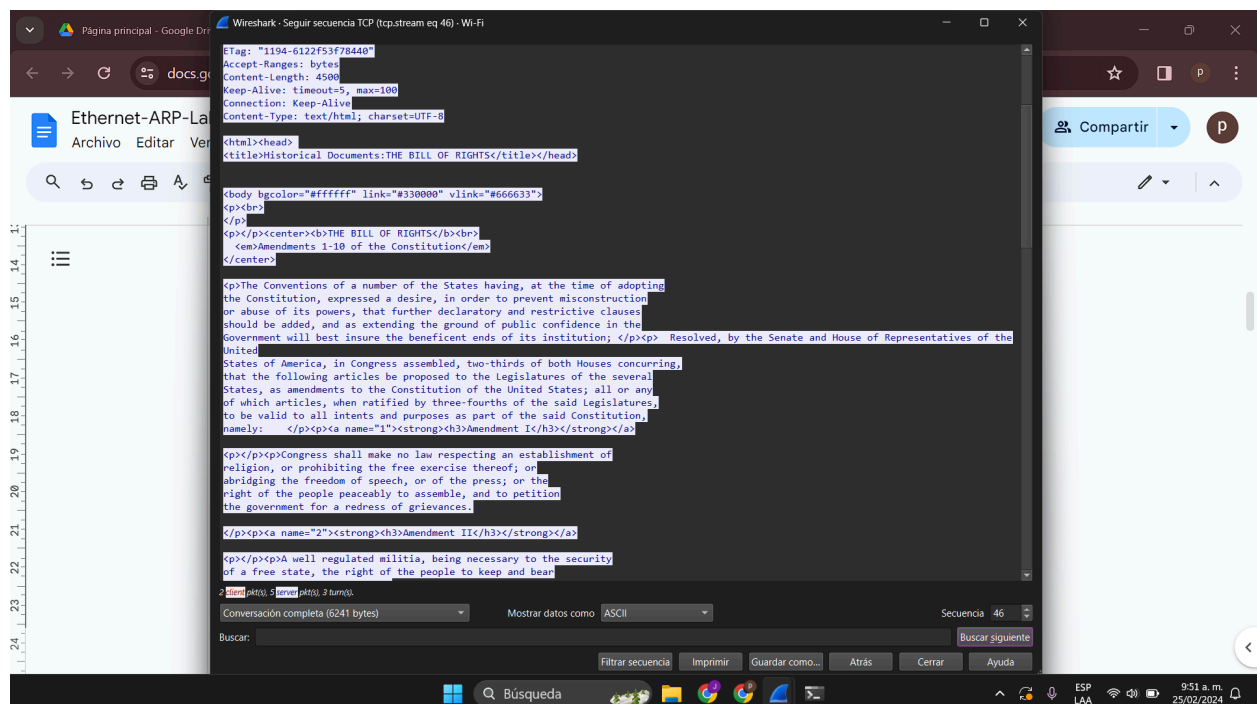 Wireshark · Seguir secuencia TCP (tcp.stream eq 46) · Wi-Fi
Página principal - Google Dri
docs.go
Ethernet-ARP-La
Archivo Editar Ver
Compartir
P
p
ETag: "1194-6122f53f78440"
Accept-Ranges: bytes
Content-Length: 4500
Keep-Alive: timeout=5, max=100
Connection: Keep-Alive
Content-Type: text/html; charset=UTF-8
<html><head>
<title>Historical Documents:THE BILL OF RIGHTS</title></head>
<body bgcolor="#ffffff" link="#330000" vlink="#666633">
<p><br>
</p>
<p></p><center><b>THE BILL OF RIGHTS</b><br>
<em>Amendments 1-10 of the Constitution</em>
</center>
<p>The Conventions of a number of the States having, at the time of adopting
the Constitution, expressed a desire, in order to prevent misconstruction
or abuse of its powers, that further declaratory and restrictive clauses
should be added, and as extending the ground of public confidence in the
Government will best insure the beneficent ends of its institution; </p><p> Resolved, by the Senate and House of Representatives of the
United
States of America, in Congress assembled, two-thirds of both Houses concurring,
that the following articles be proposed to the Legislatures of the several
States, as amendments to the Constitution of the United States; all or any
of which articles, when ratified by three-fourths of the said Legislatures,
to be valid to all intents and purposes as part of the said Constitution,
namely: </p><p><a name="1"><strong><h3>Amendment I</h3></strong></a>
<p></p><p>Congress shall make no law respecting an establishment of
religion, or prohibiting the free exercise thereof; or
abridging the freedom of speech, or of the press; or the
right of the people peaceably to assemble, and to petition
the government for a redress of grievances.
</p><p><a name="2"><strong><h3>Amendment II</h3></strong></a>
<p></p><p>A well regulated militia, being necessary to the security
of a free state, the right of the people to keep and bear
14
15
16
17
18
19
20
21
22
23
24
2 client pkt(s), 5 server pkt(s), 3 turn(s).
Conversación completa (6241 bytes) Mostrar datos como ASCII Secuencia 46
Buscar: Buscar siguiente
Filtrar secuencia Imprimir Guardar como... Atrás Cerrar Ayuda
Búsqueda
ESP
LAA
9:51 a. m.
25/02/2024